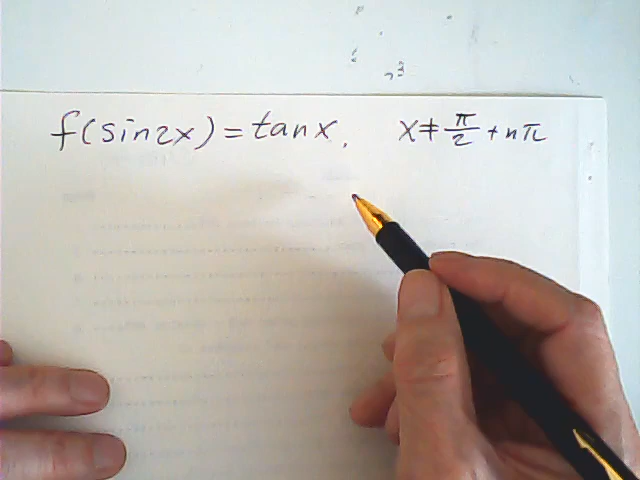 f(sin2x) = tanx, x ≠ π/2 + nπ